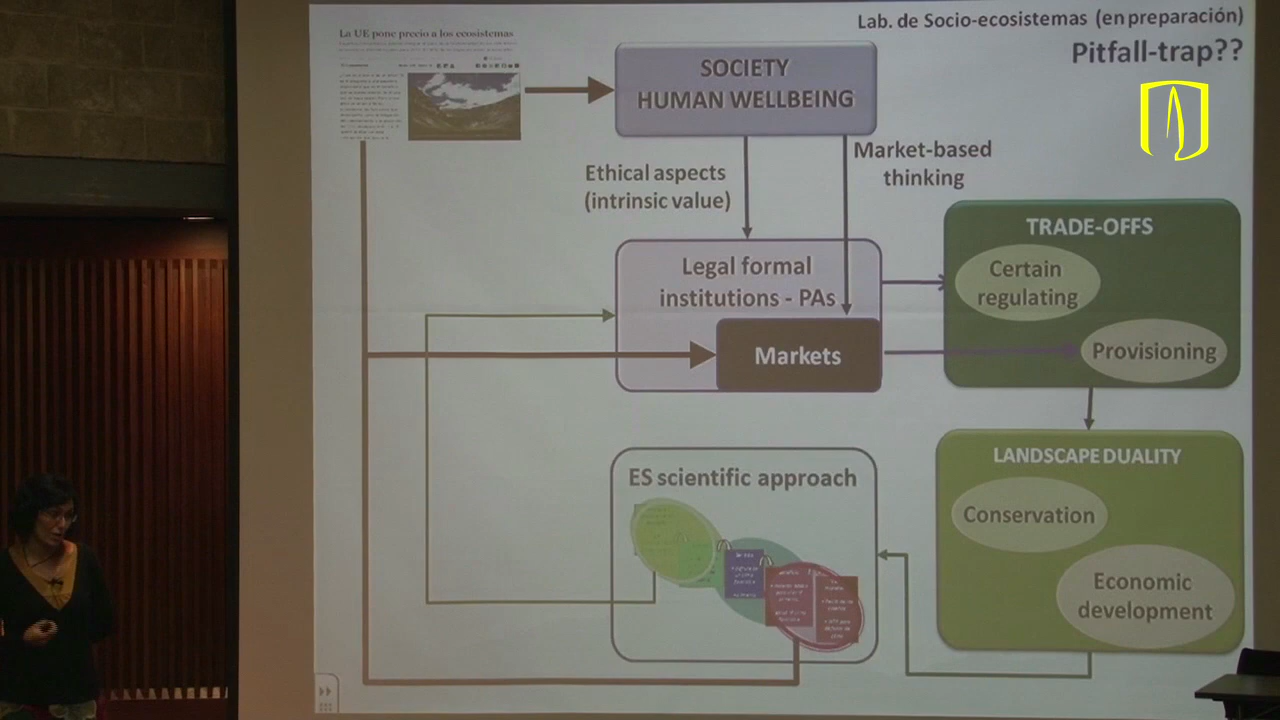 Lab. de Socio-ecosistemas (en preparación)
Pitfall-trap??
La UE pone precio a los ecosistemas
SOCIETY
HUMAN WELLBEING
Ethical aspects
(intrinsic value)
Market-based
thinking
Legal formal
institutions - PAs
Markets
TRADE-OFFS
Certain
regulating
Provisioning
LANDSCAPE DUALITY
Conservation
Economic
development
ES scientific approach